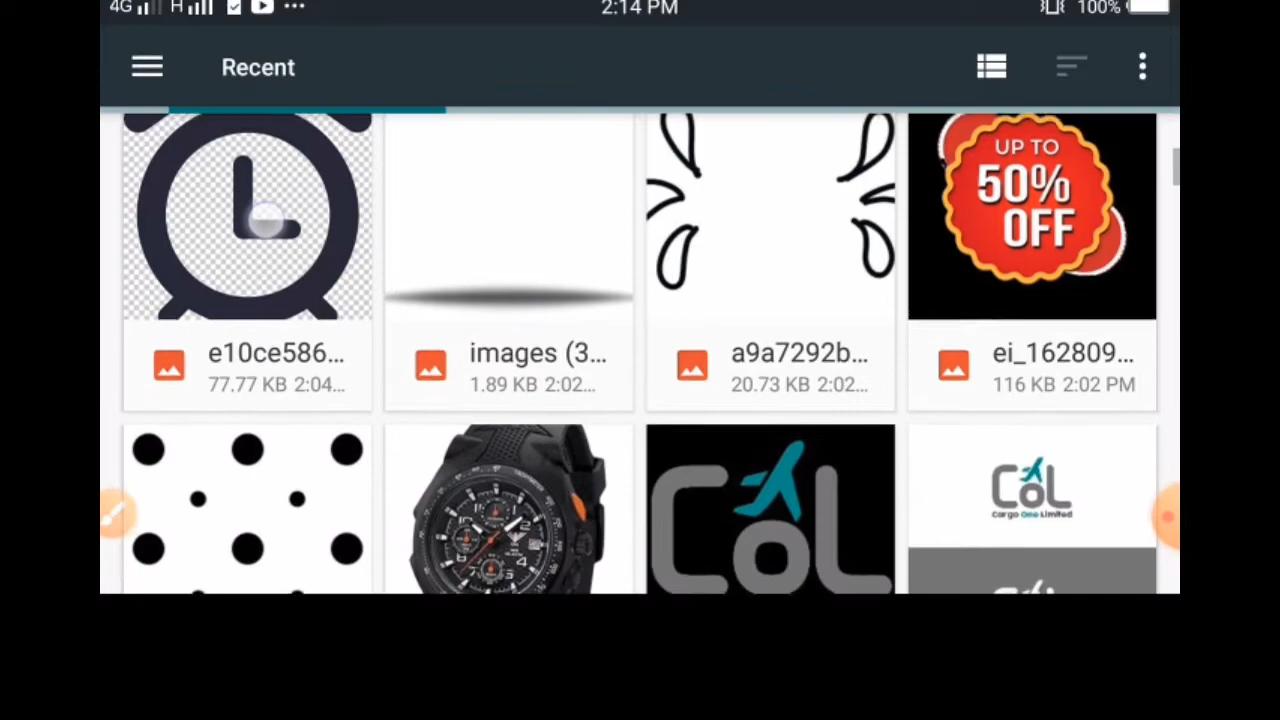 4G H 2:14 PM 100%
Recent
UP TO
50%
OFF
e10ce586... images (3... a9a7292b... ei_162809...
77.77 KB 2:04... 1.89 KB 2:02... 20.73 KB 2:02... 116 KB 2:02 PM
CoL CoL
Cargo One Limited